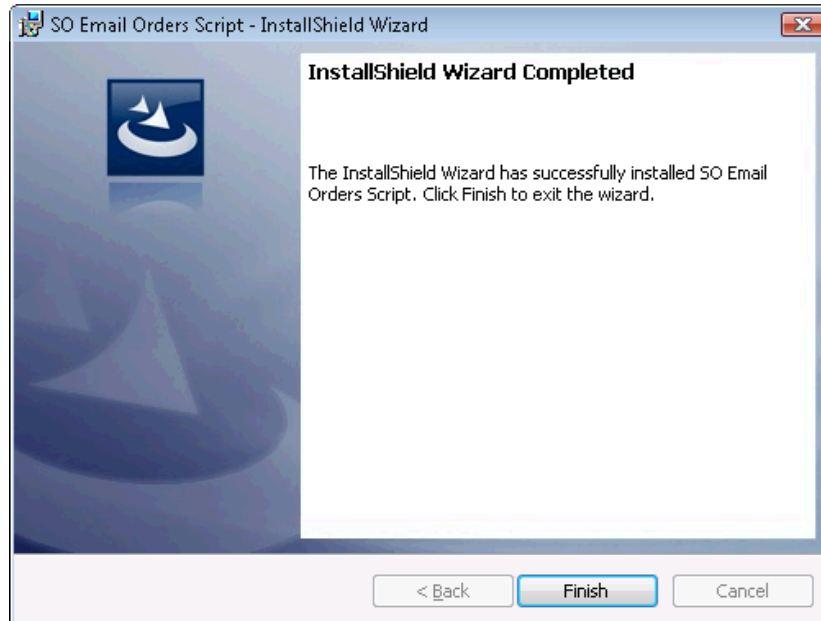 SO Email Orders Script - InstallShield Wizard
InstallShield Wizard Completed
The InstallShield Wizard has successfully installed SO Email
Orders Script. Click Finish to exit the wizard.
< Back
Finish
Cancel